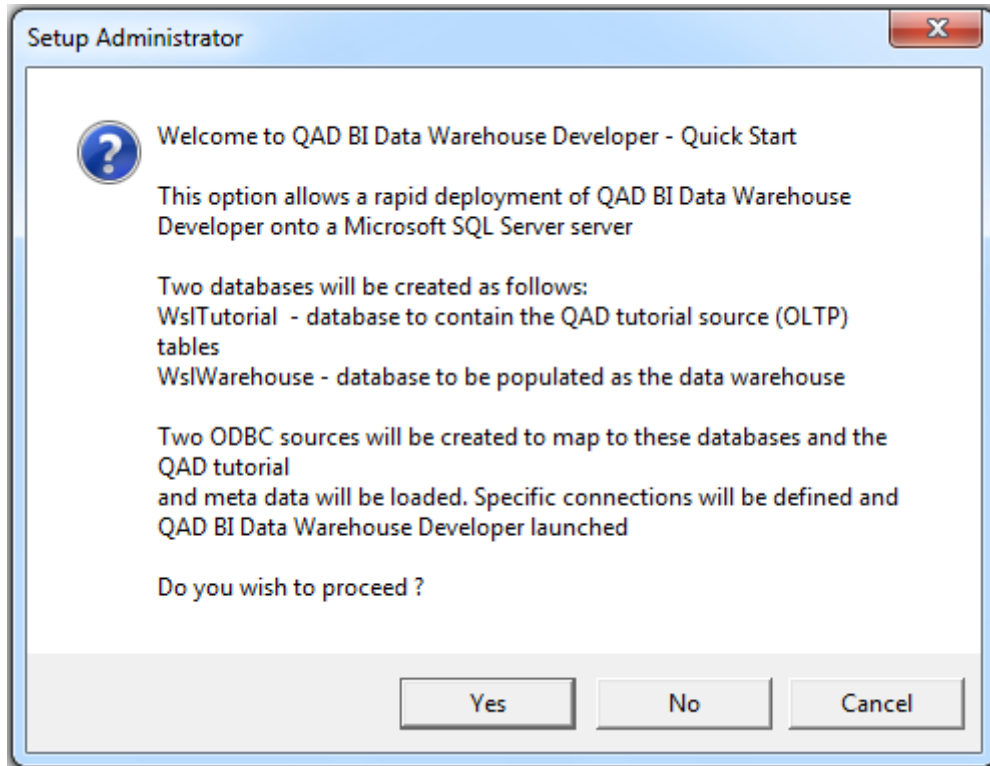 Setup Administrator
Welcome to QAD BI Data Warehouse Developer - Quick Start
This option allows a rapid deployment of QAD BI Data Warehouse
Developer onto a Microsoft SQL Server server
Two databases will be created as follows:
WslTutorial  - database to contain the QAD tutorial source (OLTP)
tables
WslWarehouse - database to be populated as the data warehouse
Two ODBC sources will be created to map to these databases and the
QAD tutorial
and meta data will be loaded. Specific connections will be defined and
QAD BI Data Warehouse Developer launched
Do you wish to proceed ?
Yes No Cancel